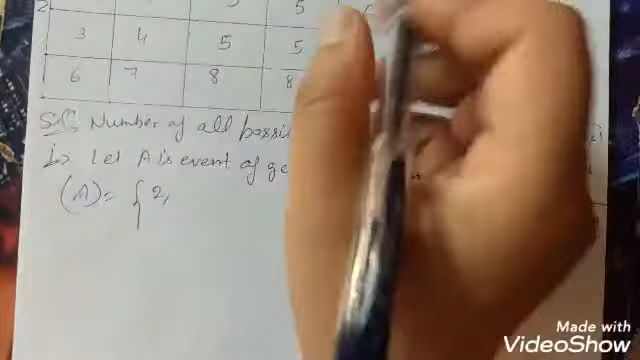 2 5
3 4 5 5
6 7 8 8
Sol: Number of all possi
i> Let A is event of ge
(A) = { 2,
Made with
VideoShow